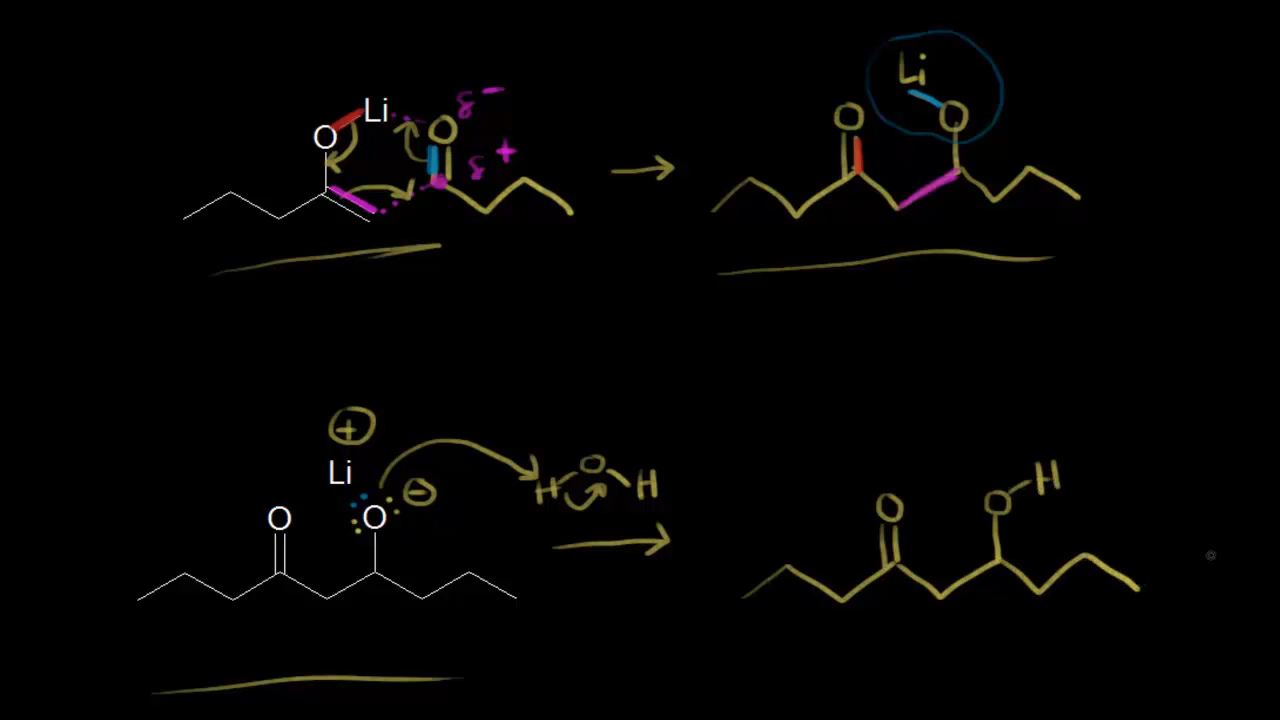 Li
O Li O δ-
δ+
O O
⊕
Li
O O ⊖ H O H
O O H